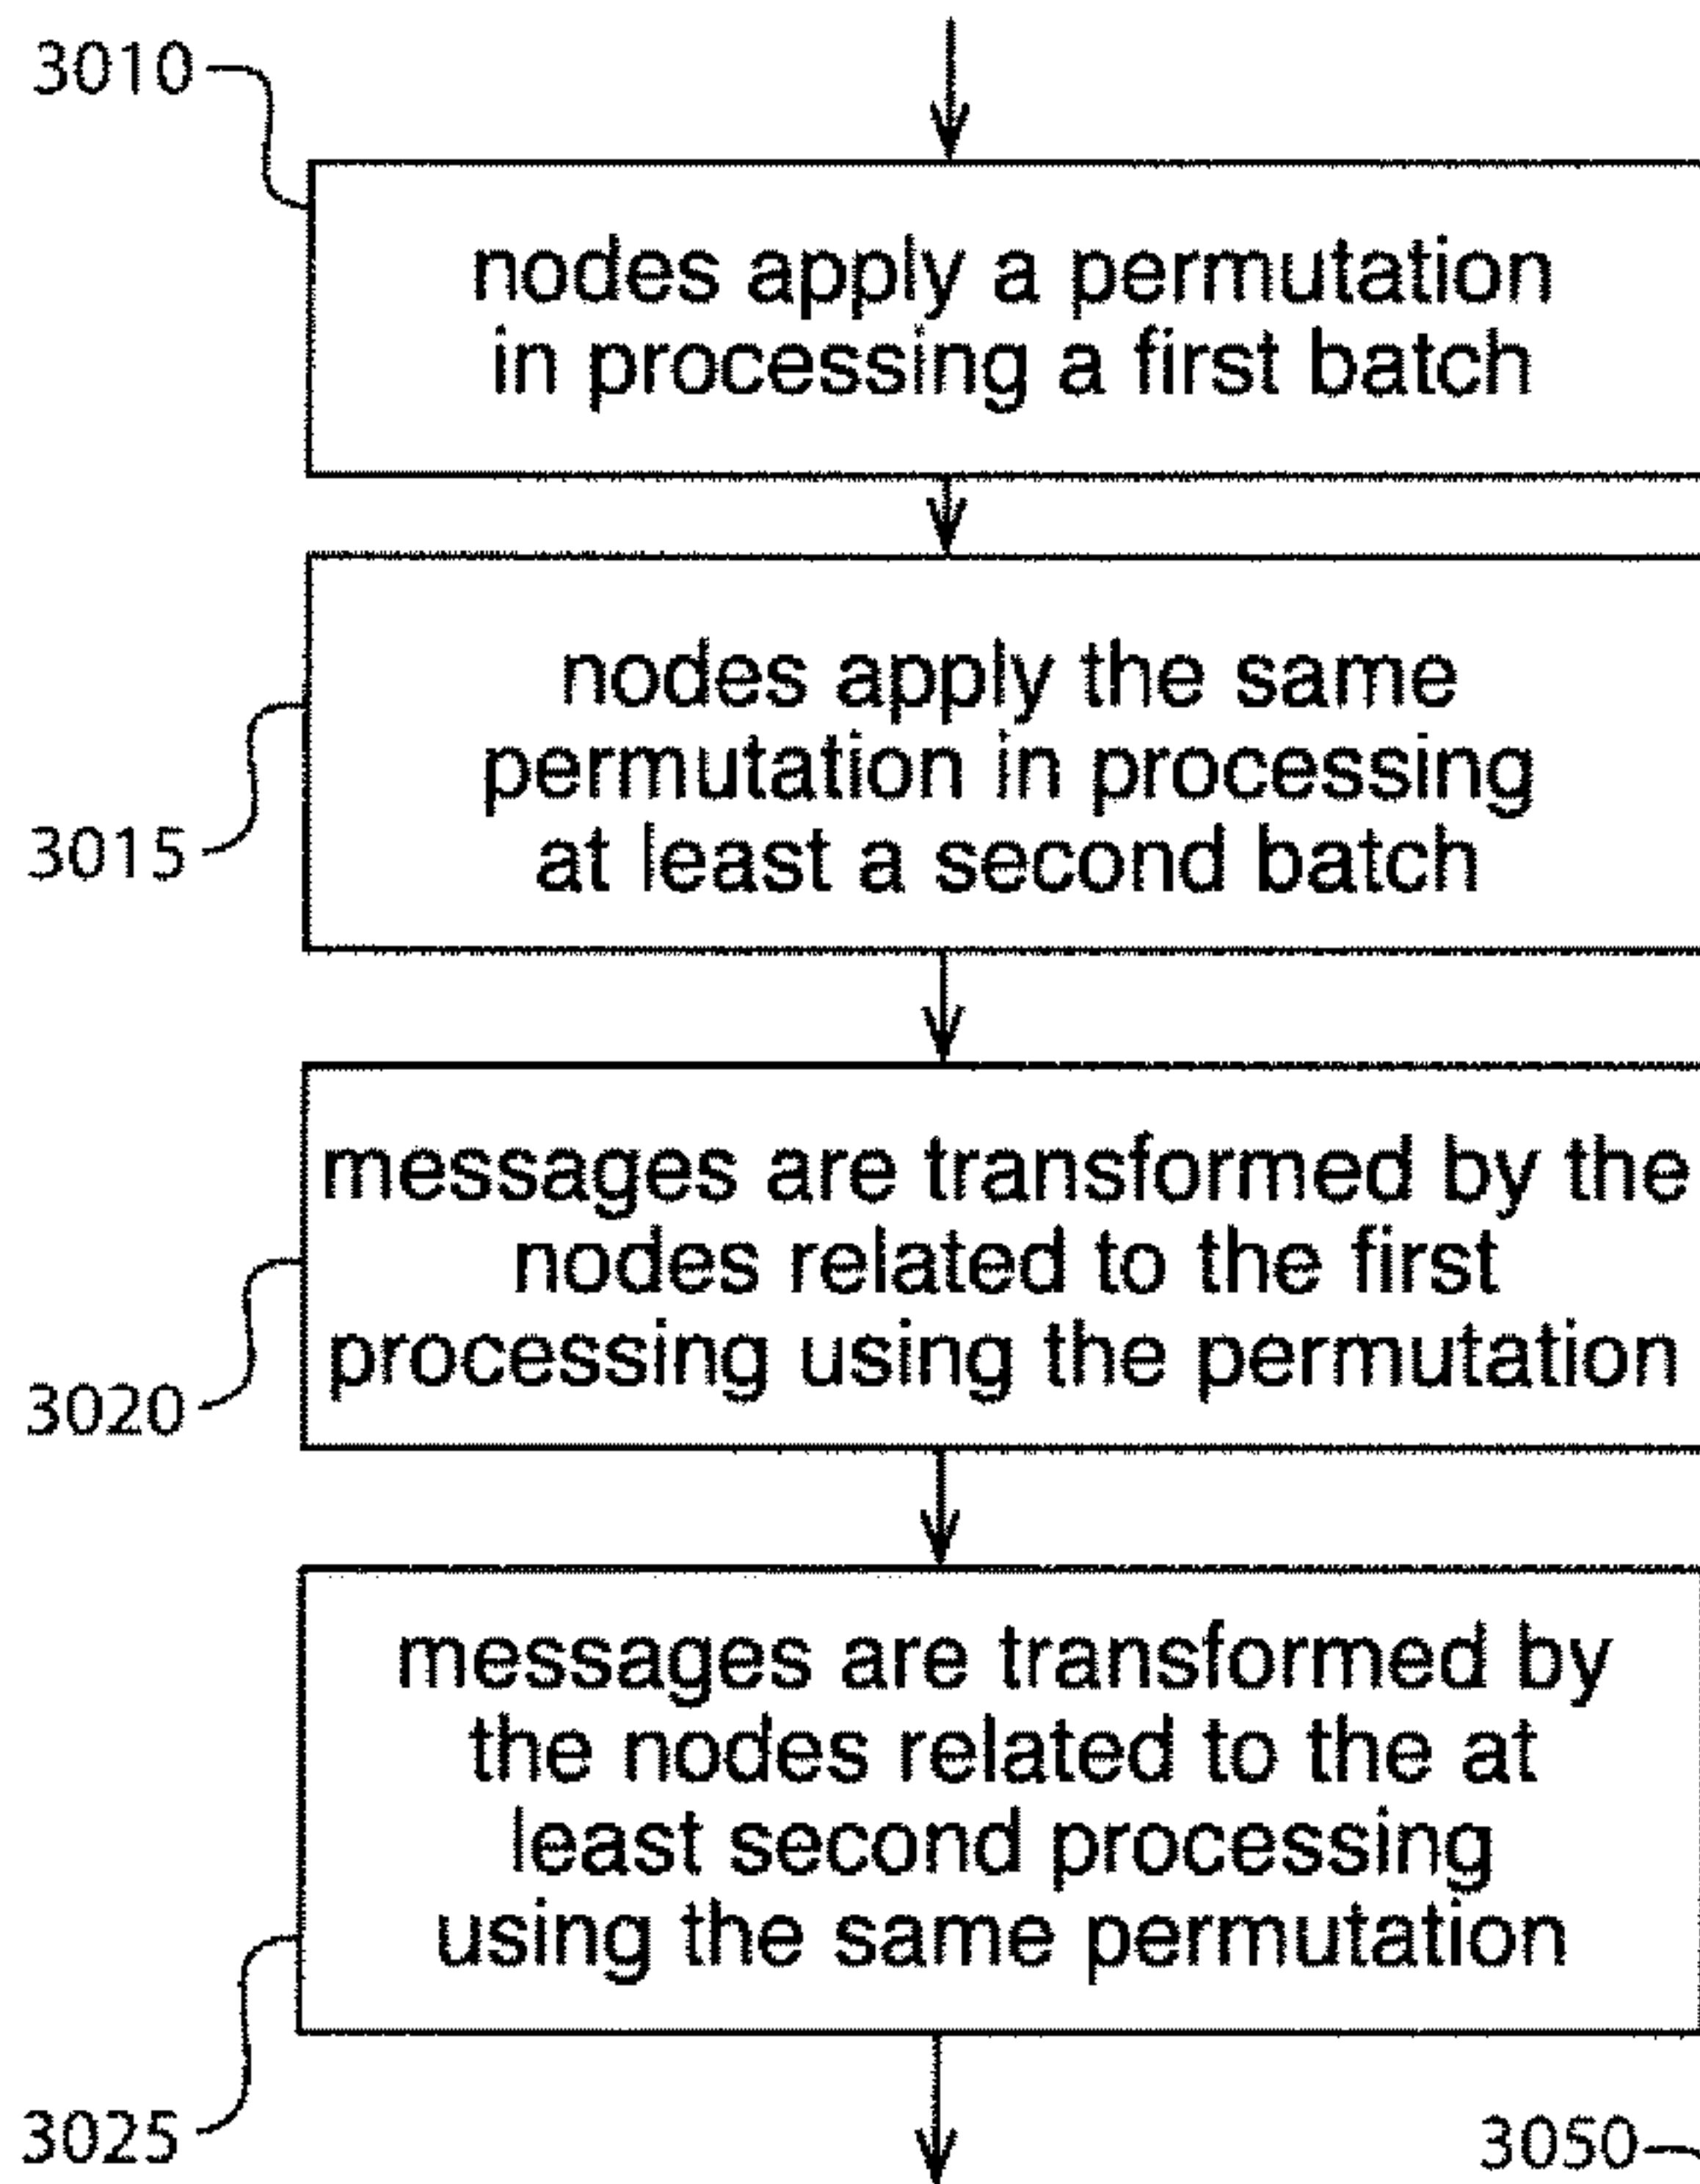 3010
nodes apply a permutation
in processing a first batch
nodes apply the same
permutation in processing
at least a second batch
3015
messages are transformed by the
nodes related to the first
processing using the permutation
3020
messages are transformed by
the nodes related to the at
least second processing
using the same permutation
3025
3050